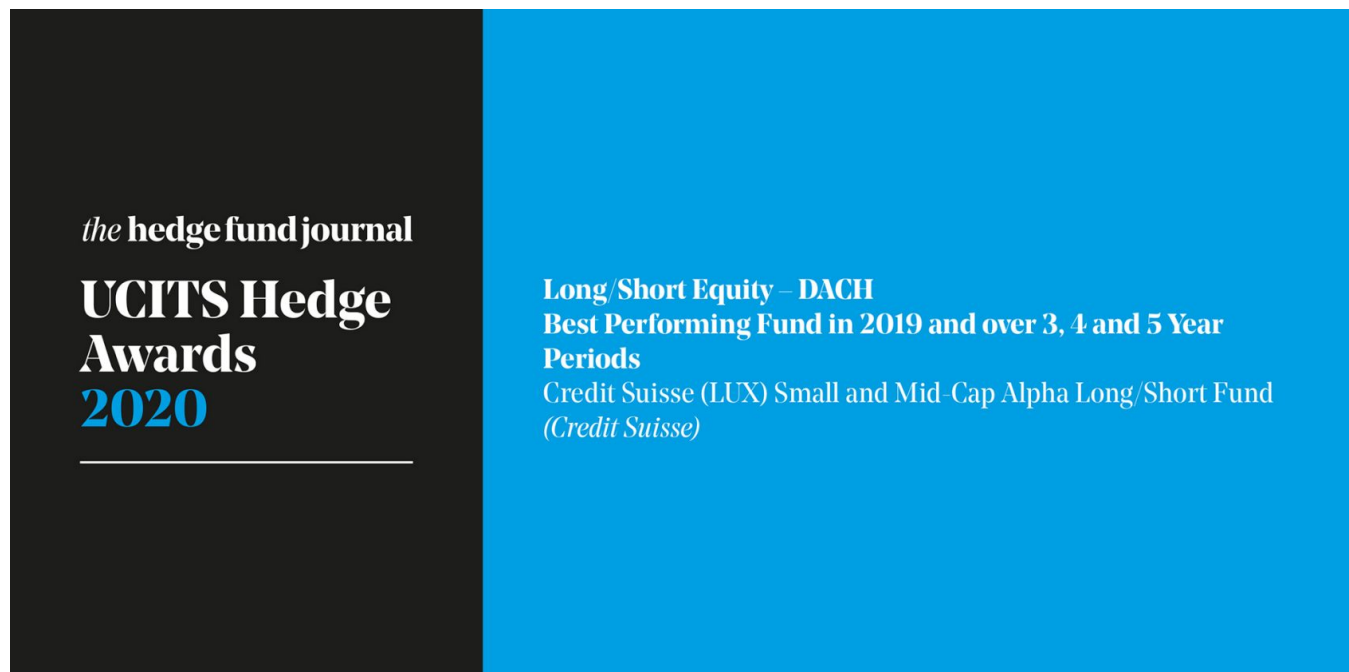 the hedge fund journal
UCITS Hedge
Awards
2020
Long/Short Equity – DACH
Best Performing Fund in 2019 and over 3, 4 and 5 Year
Periods
Credit Suisse (LUX) Small and Mid-Cap Alpha Long/Short Fund
(Credit Suisse)